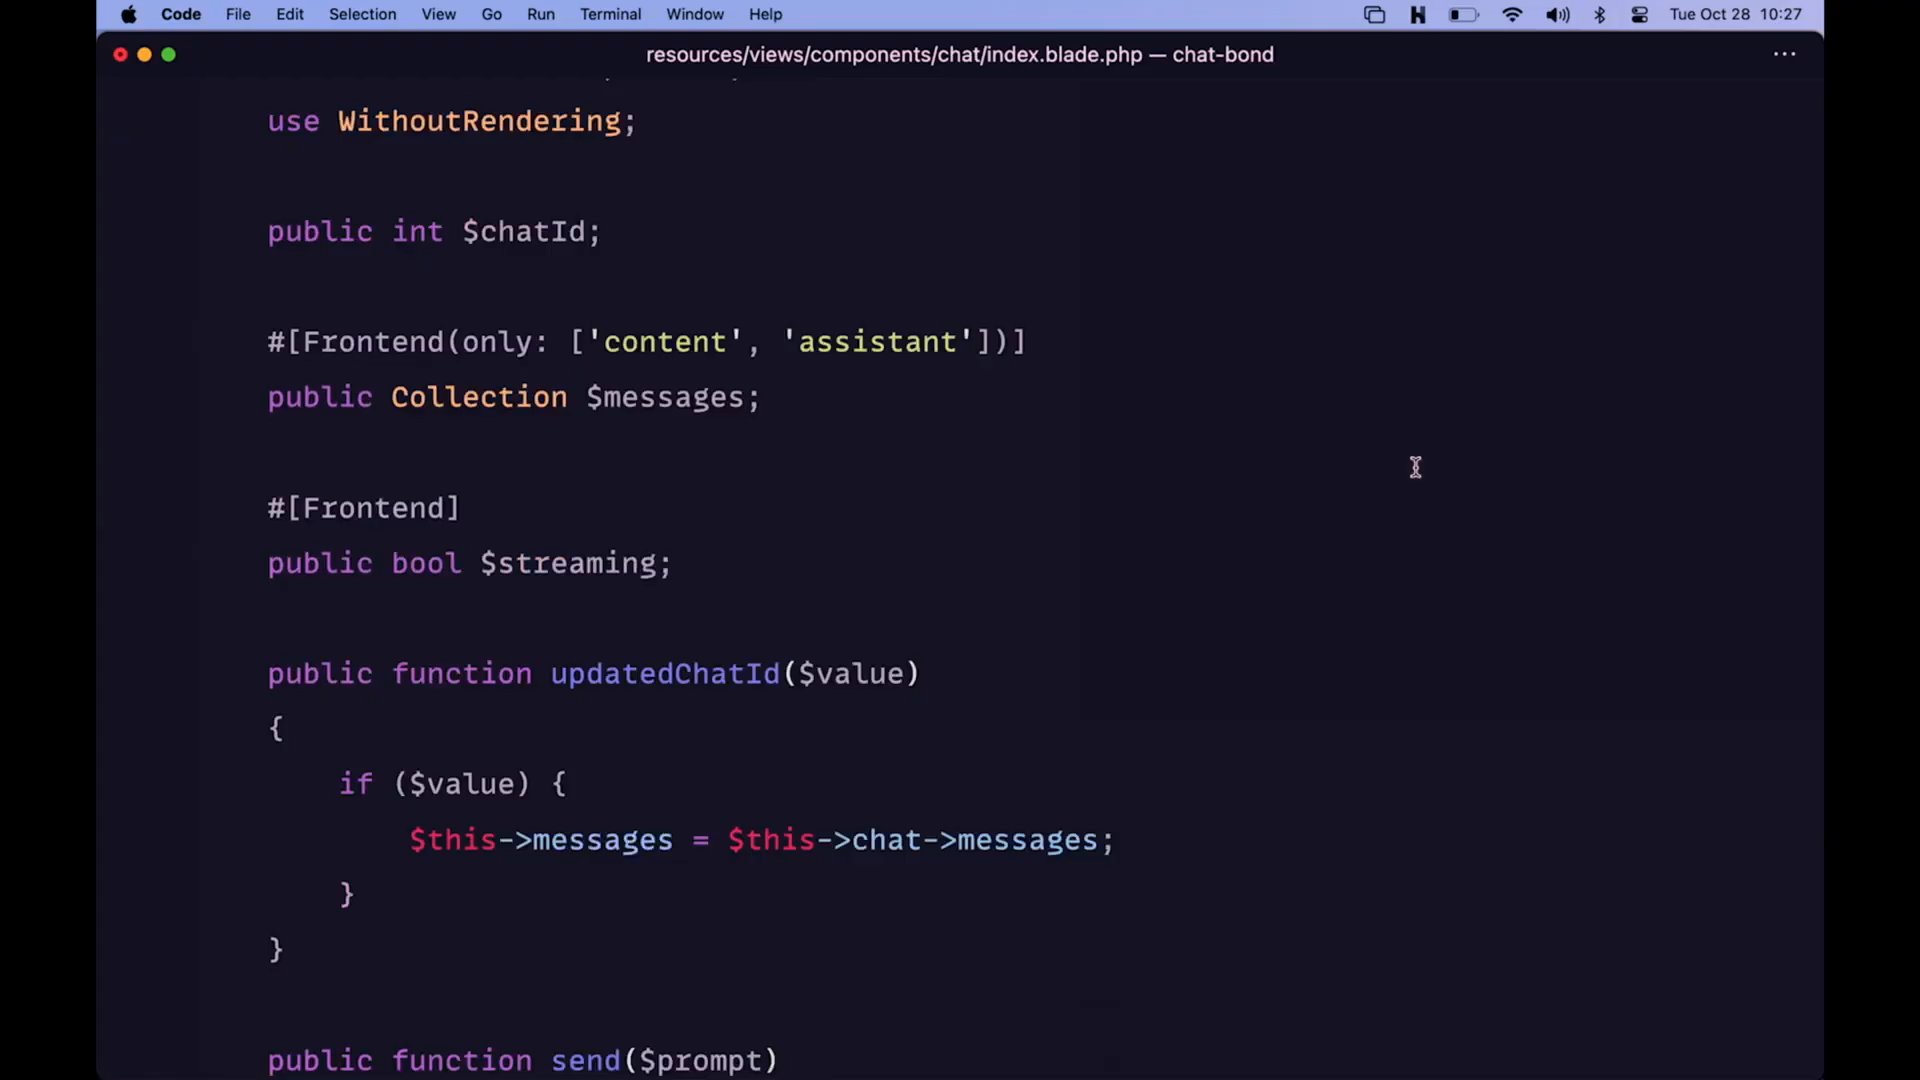 Code File Edit Selection View Go Run Terminal Window Help Tue Oct 28 10:27
resources/views/components/chat/index.blade.php — chat-bond
use WithoutRendering;
public int $chatId;
#[Frontend(only: ['content', 'assistant'])]
public Collection $messages;
#[Frontend]
public bool $streaming;
public function updatedChatId($value)
{
if ($value) {
$this->messages = $this->chat->messages;
}
}
public function send($prompt)